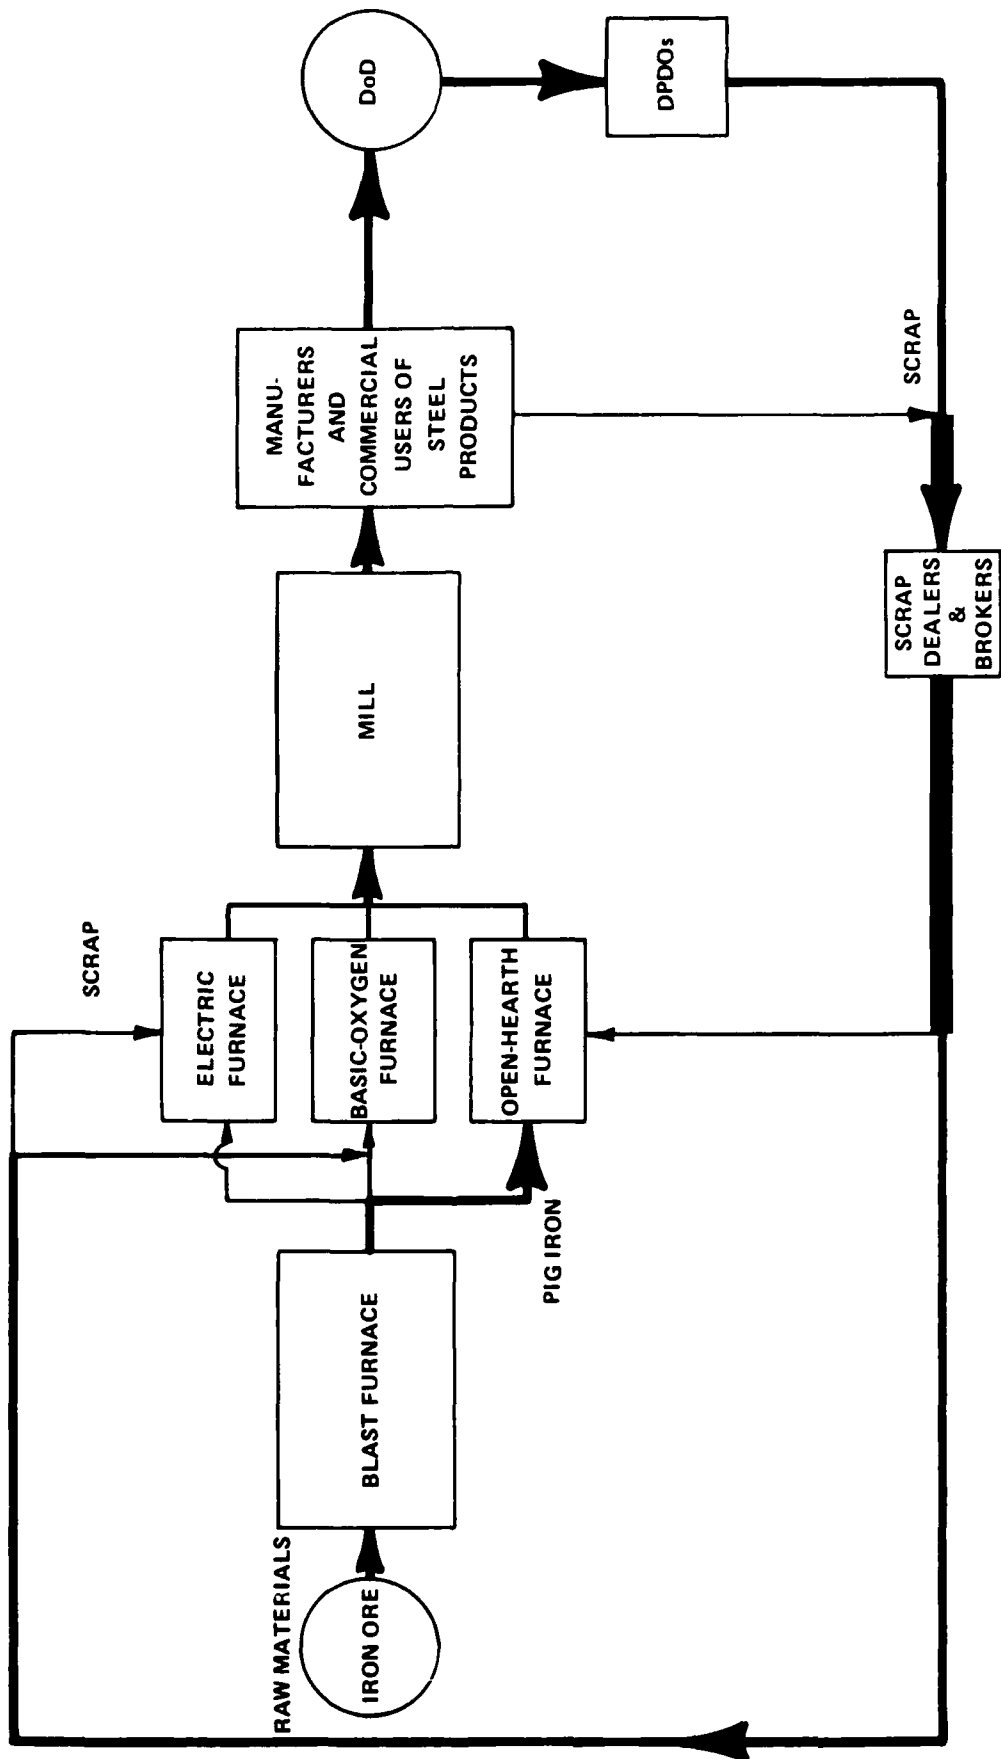 RAW MATERIALS
IRON ORE
BLAST FURNACE
PIG IRON
SCRAP
ELECTRIC
FURNACE
BASIC-OXYGEN
FURNACE
OPEN-HEARTH
FURNACE
MILL
MANU-
FACTURERS
AND
COMMERCIAL
USERS OF
STEEL
PRODUCTS
DoD
DPDOs
SCRAP
SCRAP
DEALERS
&
BROKERS